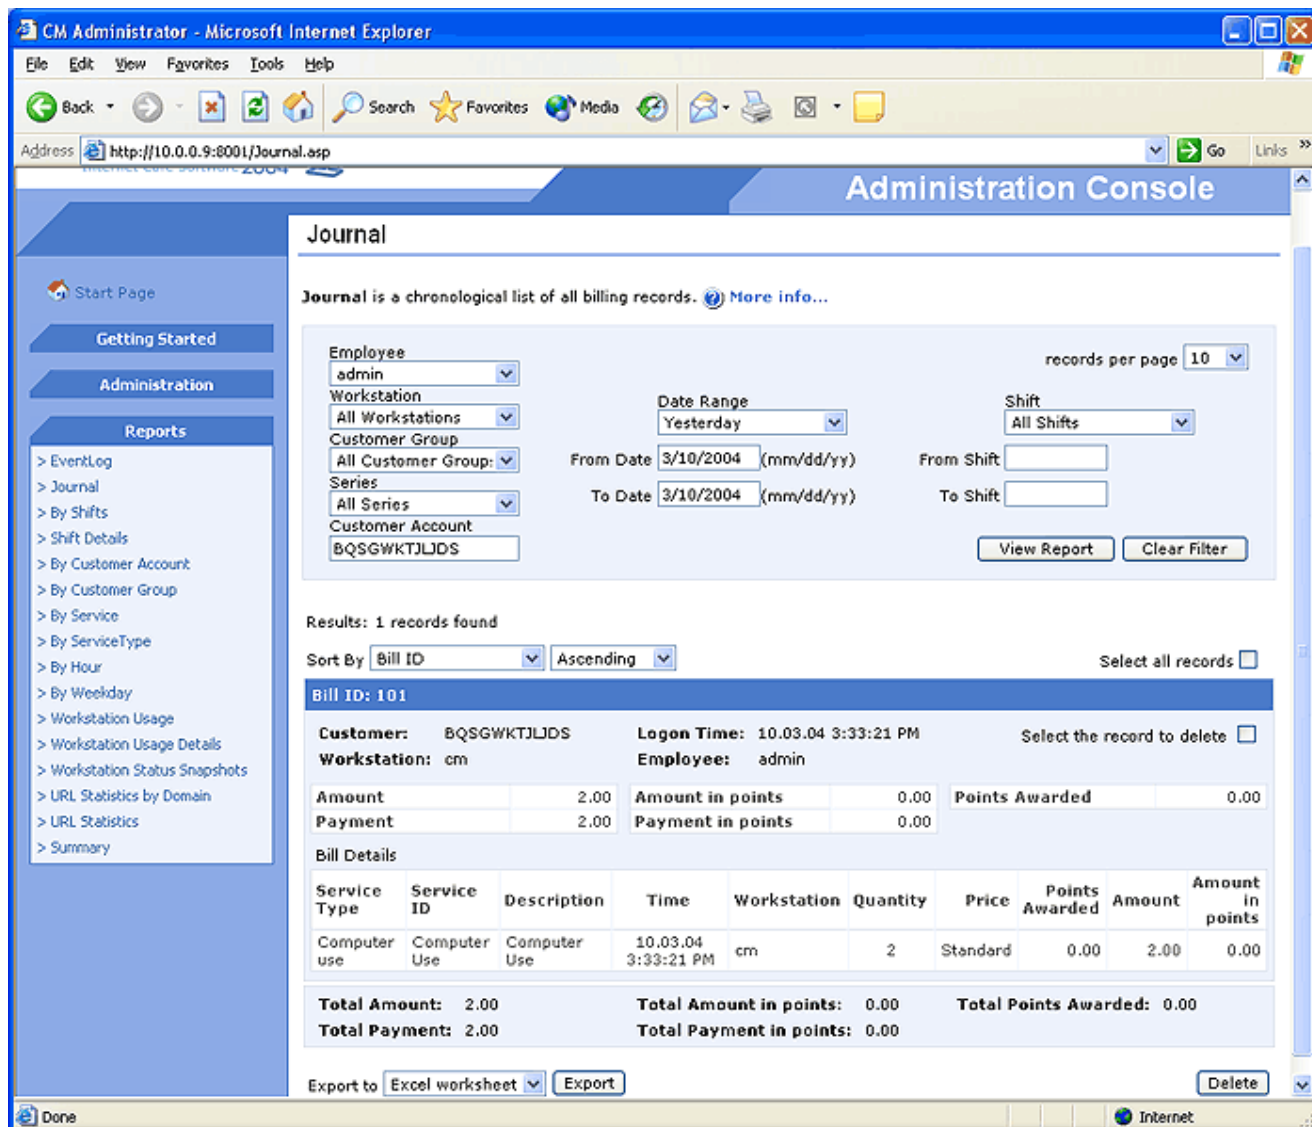 CM Administrator - Microsoft Internet Explorer
File Edit View Favorites Tools Help
Back Search Favorites Media
Address http://10.0.0.9:8001/Journal.asp Go Links »
Internet Cafe Software 2004
Administration Console
Journal
Start Page
Journal is a chronological list of all billing records. More info...
Getting Started
Administration
Reports
> EventLog
> Journal
> By Shifts
> Shift Details
> By Customer Account
> By Customer Group
> By Service
> By ServiceType
> By Hour
> By Weekday
> Workstation Usage
> Workstation Usage Details
> Workstation Status Snapshots
> URL Statistics by Domain
> URL Statistics
> Summary
Employee
admin
records per page 10
Workstation
All Workstations
Date Range
Yesterday
Shift
All Shifts
Customer Group
All Customer Group:
From Date 3/10/2004 (mm/dd/yy)
From Shift
Series
All Series
To Date 3/10/2004 (mm/dd/yy)
To Shift
Customer Account
BQSGWKTJLJDS
View Report Clear Filter
Results: 1 records found
Sort By Bill ID Ascending Select all records
Bill ID: 101
Customer: BQSGWKTJLJDS Logon Time: 10.03.04 3:33:21 PM Select the record to delete
Workstation: cm Employee: admin
Amount 2.00 Amount in points 0.00 Points Awarded 0.00
Payment 2.00 Payment in points 0.00
Bill Details
Service Type Service ID Description Time Workstation Quantity Price Points Awarded Amount Amount in points
Computer use Computer Use Computer Use 10.03.04 3:33:21 PM cm 2 Standard 0.00 2.00 0.00
Total Amount: 2.00 Total Amount in points: 0.00 Total Points Awarded: 0.00
Total Payment: 2.00 Total Payment in points: 0.00
Export to Excel worksheet Export Delete
Done Internet